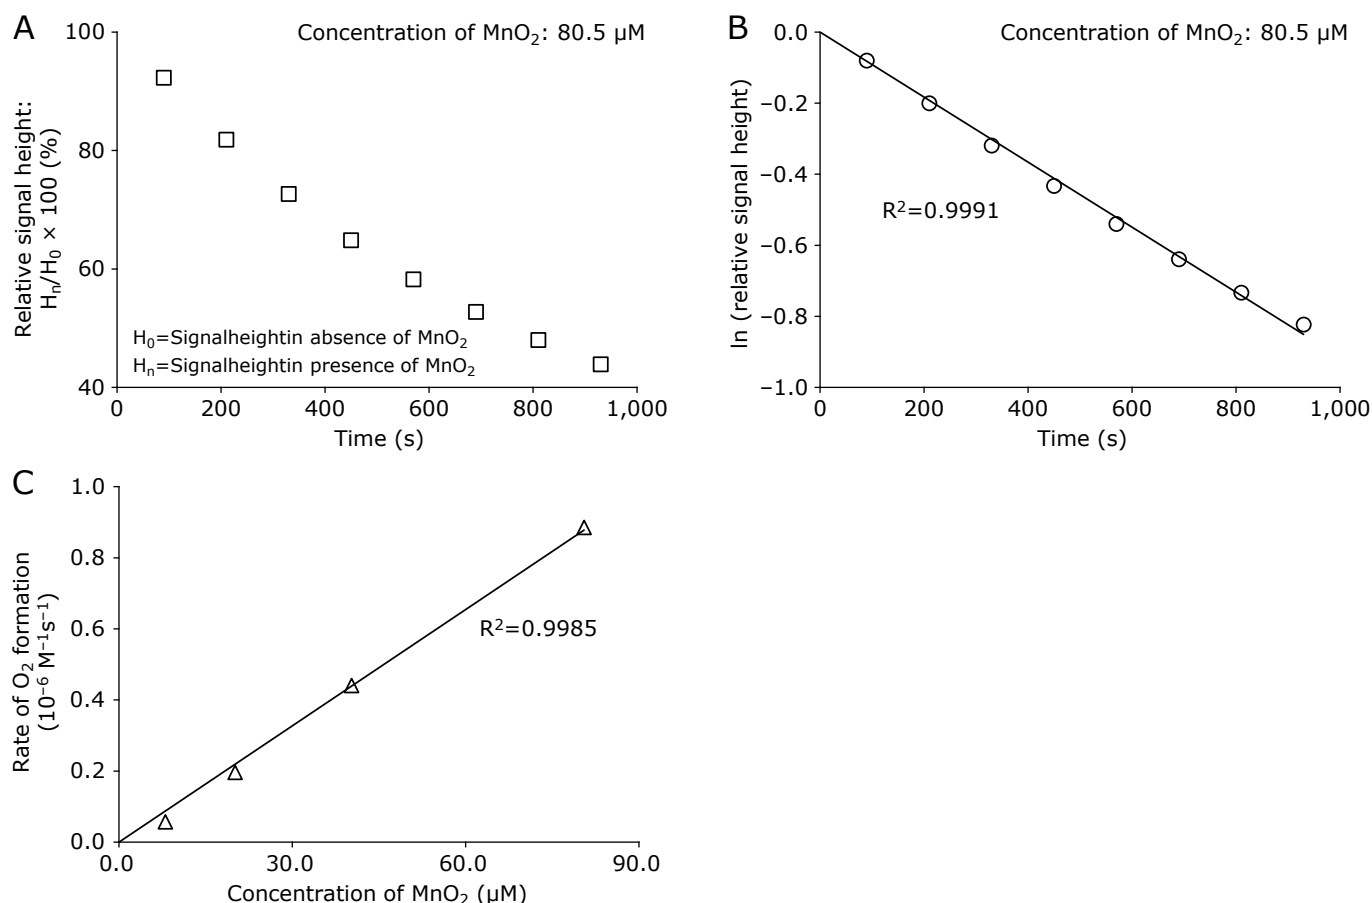 A
Concentration of MnO₂: 80.5 µM
Relative signal height:
Hₙ/H₀ × 100 (%)
100
80
60
40
H₀=Signalheightin absence of MnO₂
Hₙ=Signalheightin presence of MnO₂
0 200 400 600 800 1,000
Time (s)
B
Concentration of MnO₂: 80.5 µM
ln (relative signal height)
0.0
−0.2
−0.4
−0.6
−0.8
−1.0
R²=0.9991
0 200 400 600 800 1,000
Time (s)
C
Rate of O₂ formation
(10⁻⁶ M⁻¹s⁻¹)
1.0
0.8
0.6
0.4
0.2
0.0
R²=0.9985
0.0 30.0 60.0 90.0
Concentration of MnO₂ (µM)